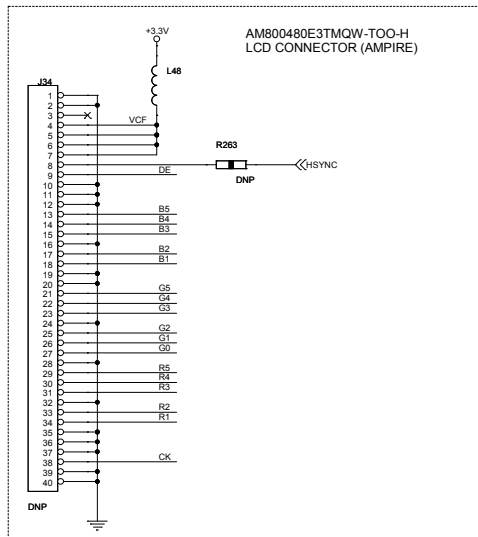 AM800480E3TMQW-TOO-H
LCD CONNECTOR (AMPIRE)
+3.3V
L48
J34
1
2
3
4 VCF
5
6
7
R263
8 HSYNC
9 DE
DNP
10
11
12
13 B5
14 B4
15 B3
16
17 B2
18 B1
19
20
21 G5
22 G4
23 G3
24
25 G2
26 G1
27 G0
28
29 R5
30 R4
31 R3
32
33 R2
34 R1
35
36
37
38 CK
39
40
DNP